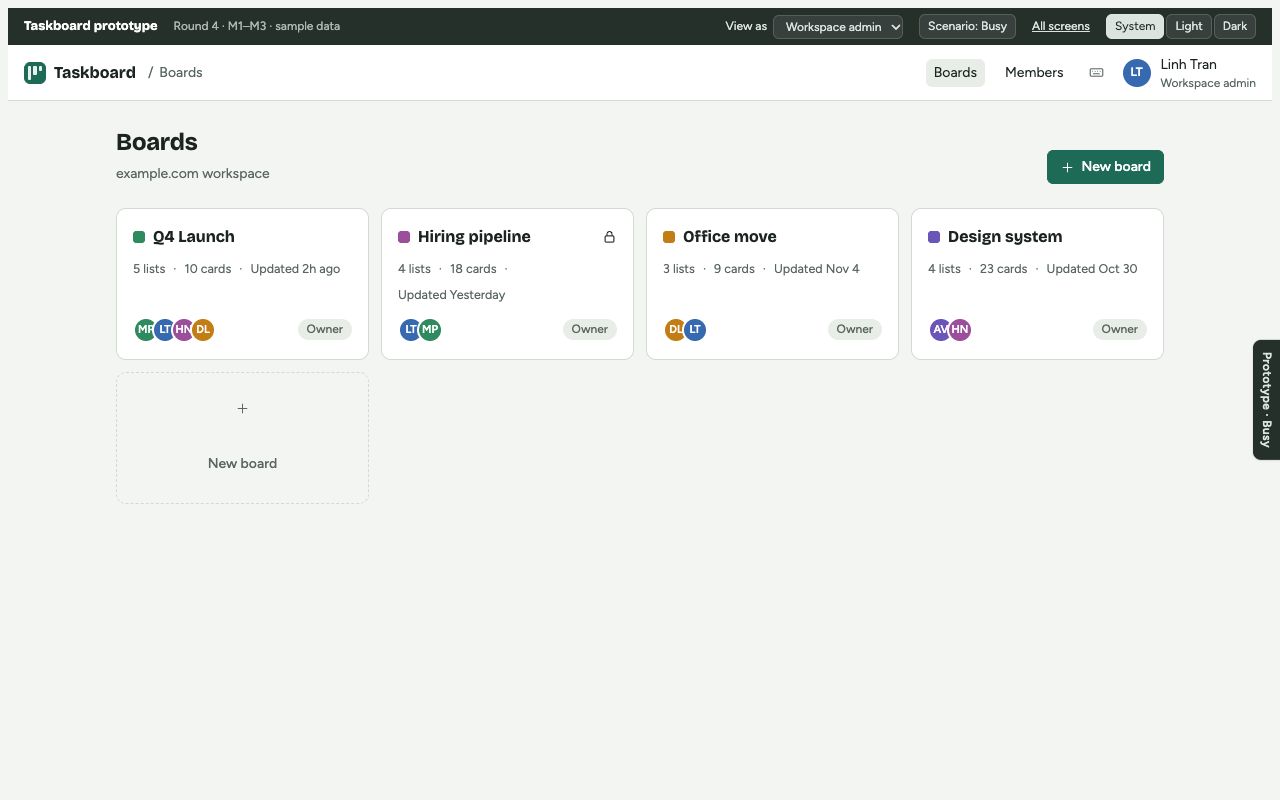 Taskboard prototype Round 4 · M1–M3 · sample data View as Workspace admin Scenario: Busy All screens System Light Dark
Taskboard / Boards Boards Members LT Linh Tran
Workspace admin
Boards
example.com workspace
+ New board
Q4 Launch
5 lists · 10 cards · Updated 2h ago
MP LT HN DL Owner
Hiring pipeline
4 lists · 18 cards ·
Updated Yesterday
LT MP Owner
Office move
3 lists · 9 cards · Updated Nov 4
DL LT Owner
Design system
4 lists · 23 cards · Updated Oct 30
AV HN Owner
+
New board
Prototype · Busy